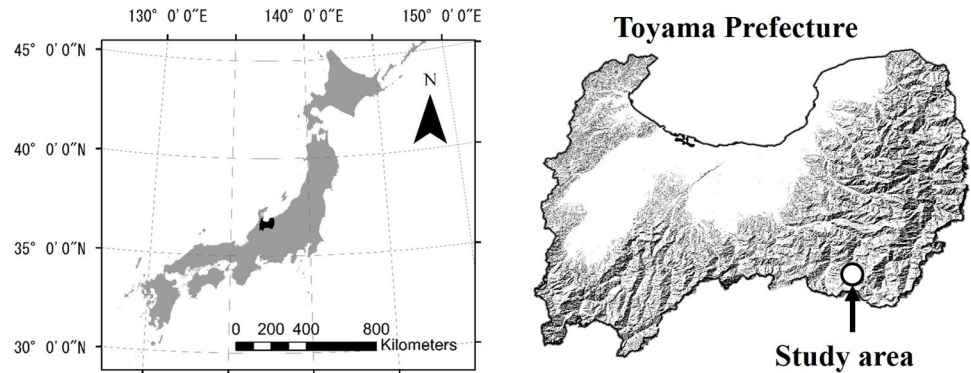 130° 0′0″E 140° 0′0″E 150° 0′0″E
45° 0′0″N
40° 0′0″N
35° 0′0″N
30° 0′0″N
N
0 200 400 800
Kilometers
Toyama Prefecture
Study area